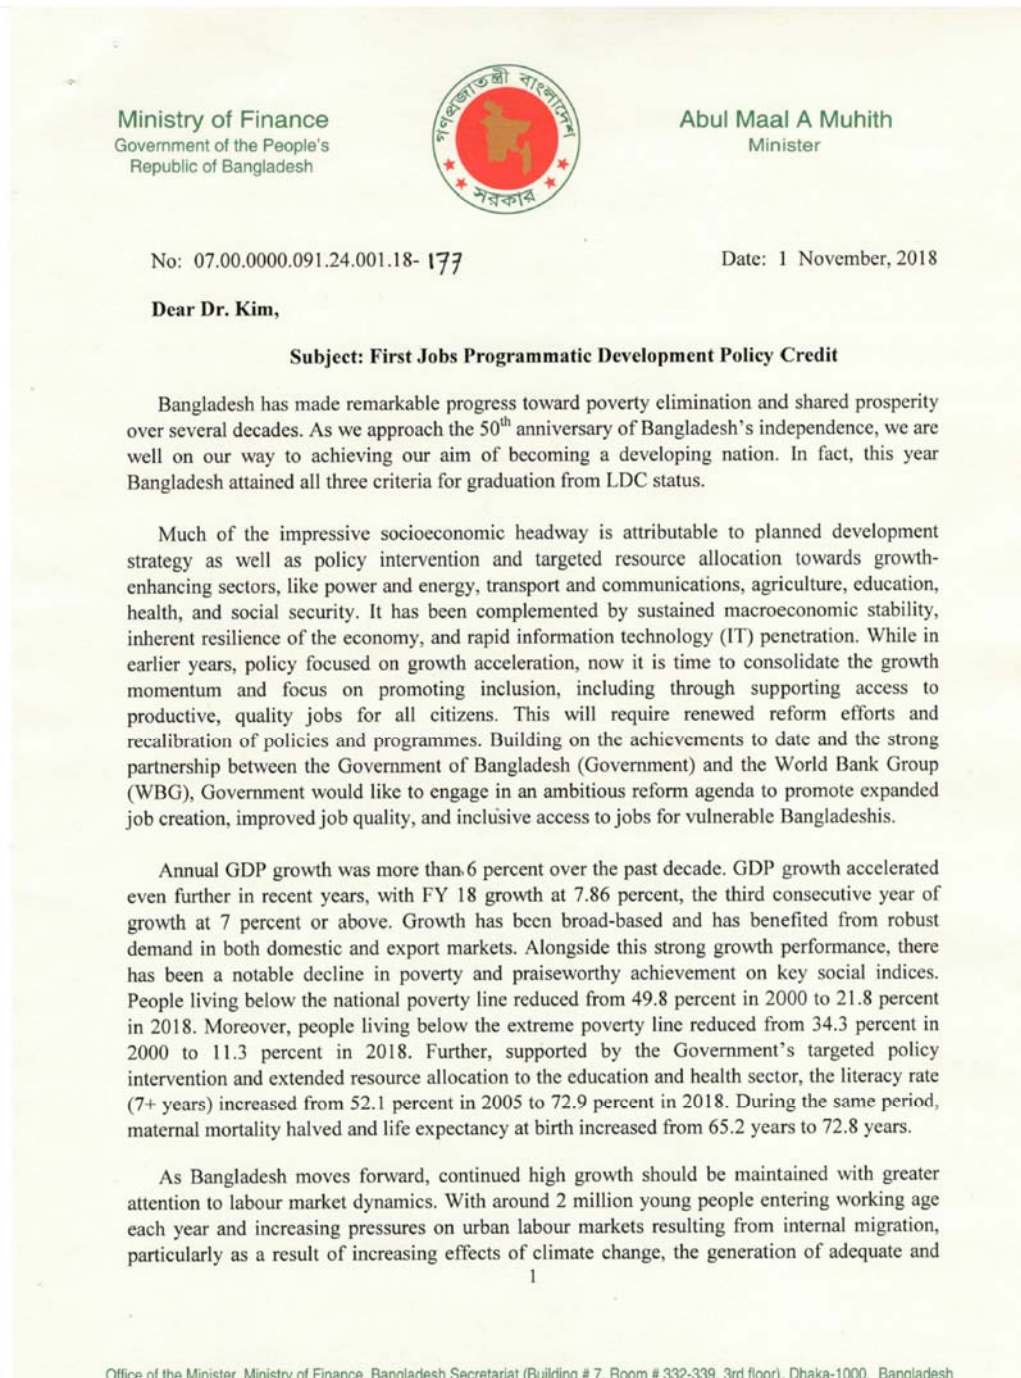 Ministry of Finance
Government of the People's
Republic of Bangladesh
গণপ্রজাতন্ত্রী বাংলাদেশ
সরকার
Abul Maal A Muhith
Minister
No: 07.00.0000.091.24.001.18- 177
Date: 1 November, 2018
Dear Dr. Kim,
Subject: First Jobs Programmatic Development Policy Credit
Bangladesh has made remarkable progress toward poverty elimination and shared prosperity
over several decades. As we approach the 50th anniversary of Bangladesh's independence, we are
well on our way to achieving our aim of becoming a developing nation. In fact, this year
Bangladesh attained all three criteria for graduation from LDC status.
Much of the impressive socioeconomic headway is attributable to planned development
strategy as well as policy intervention and targeted resource allocation towards growth-
enhancing sectors, like power and energy, transport and communications, agriculture, education,
health, and social security. It has been complemented by sustained macroeconomic stability,
inherent resilience of the economy, and rapid information technology (IT) penetration. While in
earlier years, policy focused on growth acceleration, now it is time to consolidate the growth
momentum and focus on promoting inclusion, including through supporting access to
productive, quality jobs for all citizens. This will require renewed reform efforts and
recalibration of policies and programmes. Building on the achievements to date and the strong
partnership between the Government of Bangladesh (Government) and the World Bank Group
(WBG), Government would like to engage in an ambitious reform agenda to promote expanded
job creation, improved job quality, and inclusive access to jobs for vulnerable Bangladeshis.
Annual GDP growth was more than 6 percent over the past decade. GDP growth accelerated
even further in recent years, with FY 18 growth at 7.86 percent, the third consecutive year of
growth at 7 percent or above. Growth has been broad-based and has benefited from robust
demand in both domestic and export markets. Alongside this strong growth performance, there
has been a notable decline in poverty and praiseworthy achievement on key social indices.
People living below the national poverty line reduced from 49.8 percent in 2000 to 21.8 percent
in 2018. Moreover, people living below the extreme poverty line reduced from 34.3 percent in
2000 to 11.3 percent in 2018. Further, supported by the Government's targeted policy
intervention and extended resource allocation to the education and health sector, the literacy rate
(7+ years) increased from 52.1 percent in 2005 to 72.9 percent in 2018. During the same period,
maternal mortality halved and life expectancy at birth increased from 65.2 years to 72.8 years.
As Bangladesh moves forward, continued high growth should be maintained with greater
attention to labour market dynamics. With around 2 million young people entering working age
each year and increasing pressures on urban labour markets resulting from internal migration,
particularly as a result of increasing effects of climate change, the generation of adequate and
1
Office of the Minister, Ministry of Finance, Bangladesh Secretariat (Building # 7, Room # 332-339, 3rd floor), Dhaka-1000, Bangladesh